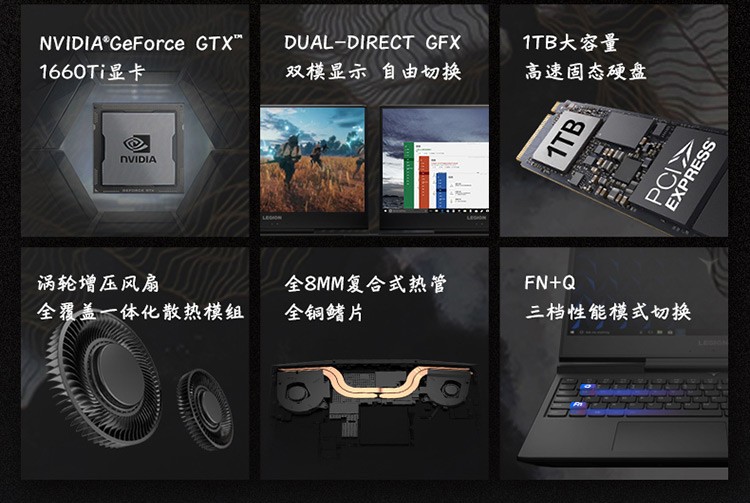 NVIDIA®GeForce GTX™
1660Ti显卡
NVIDIA
DUAL-DIRECT GFX
双模显示 自由切换
LEGION
LEGION
1TB大容量
高速固态硬盘
1TB
PCI
EXPRESS®
涡轮增压风扇
全覆盖一体化散热模组
全8MM复合式热管
全铜鳍片
FN+Q
三档性能模式切换
LEGION
Q
Fn